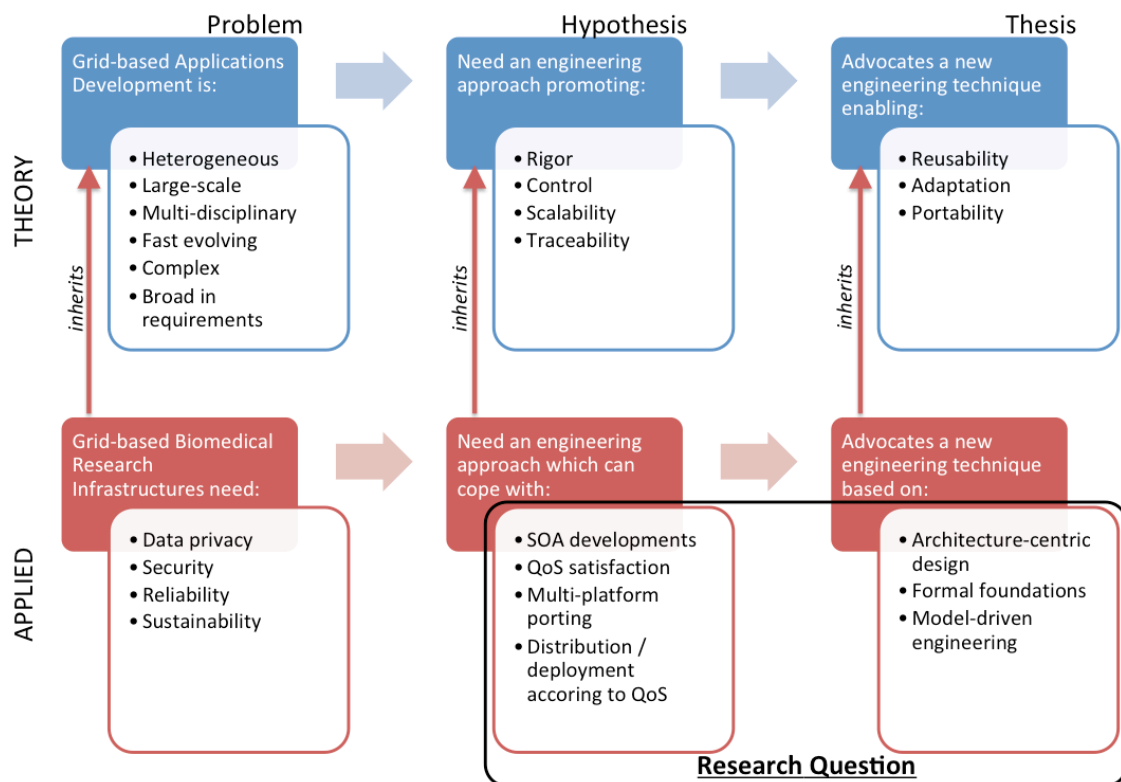 Problem
Hypothesis
Thesis
THEORY
Grid-based Applications
Development is:
• Heterogeneous
• Large-scale
• Multi-disciplinary
• Fast evolving
• Complex
• Broad in
requirements
Need an engineering
approach promoting:
• Rigor
• Control
• Scalability
• Traceability
Advocates a new
engineering technique
enabling:
• Reusability
• Adaptation
• Portability
inherits
inherits
inherits
APPLIED
Grid-based Biomedical
Research
Infrastructures need:
• Data privacy
• Security
• Reliability
• Sustainability
Need an engineering
approach which can
cope with:
• SOA developments
• QoS satisfaction
• Multi-platform
porting
• Distribution /
deployment
accoring to QoS
Advocates a new
engineering technique
based on:
• Architecture-centric
design
• Formal foundations
• Model-driven
engineering
Research Question